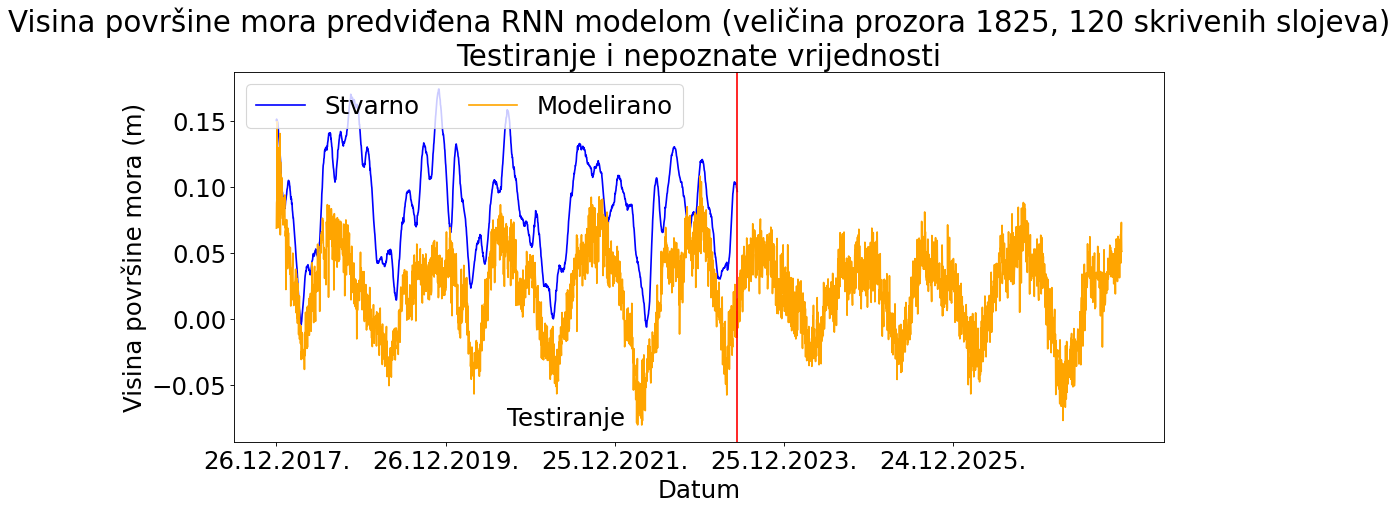 Visina površine mora predviđena RNN modelom (veličina prozora 1825, 120 skrivenih slojeva)
Testiranje i nepoznate vrijednosti
Stvarno
Modelirano
Visina površine mora (m)
0.15
0.10
0.05
0.00
−0.05
Testiranje
26.12.2017.
26.12.2019.
25.12.2021.
25.12.2023.
24.12.2025.
Datum